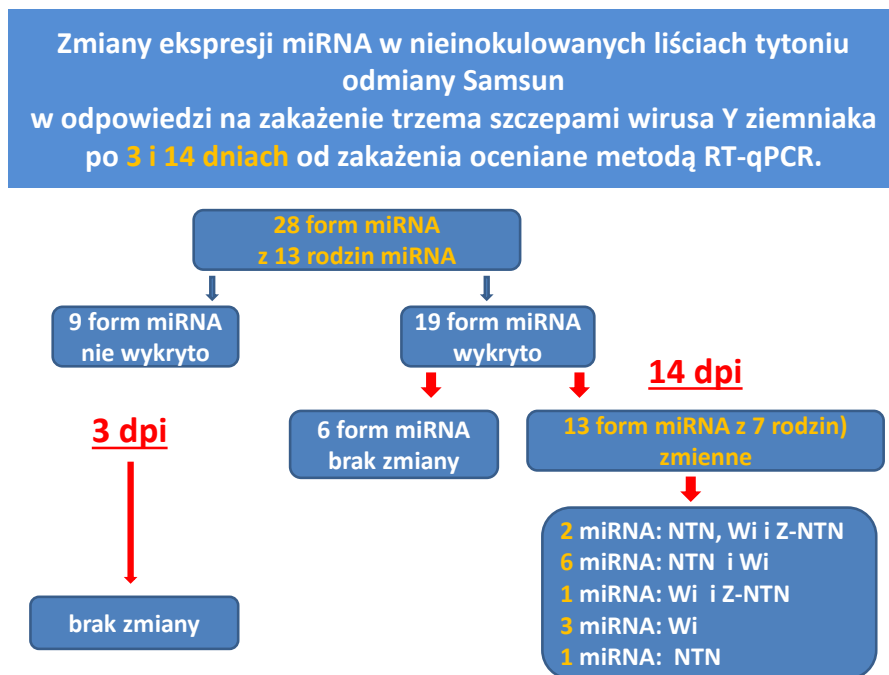 Zmiany ekspresji miRNA w nieinokulowanych liściach tytoniu
odmiany Samsun
w odpowiedzi na zakażenie trzema szczepami wirusa Y ziemniaka
po 3 i 14 dniach od zakażenia oceniane metodą RT-qPCR.
28 form miRNA
z 13 rodzin miRNA
9 form miRNA
nie wykryto
19 form miRNA
wykryto
14 dpi
3 dpi
6 form miRNA
brak zmiany
13 form miRNA z 7 rodzin)
zmienne
2 miRNA: NTN, Wi i Z-NTN
6 miRNA: NTN i Wi
1 miRNA: Wi i Z-NTN
3 miRNA: Wi
1 miRNA: NTN
brak zmiany